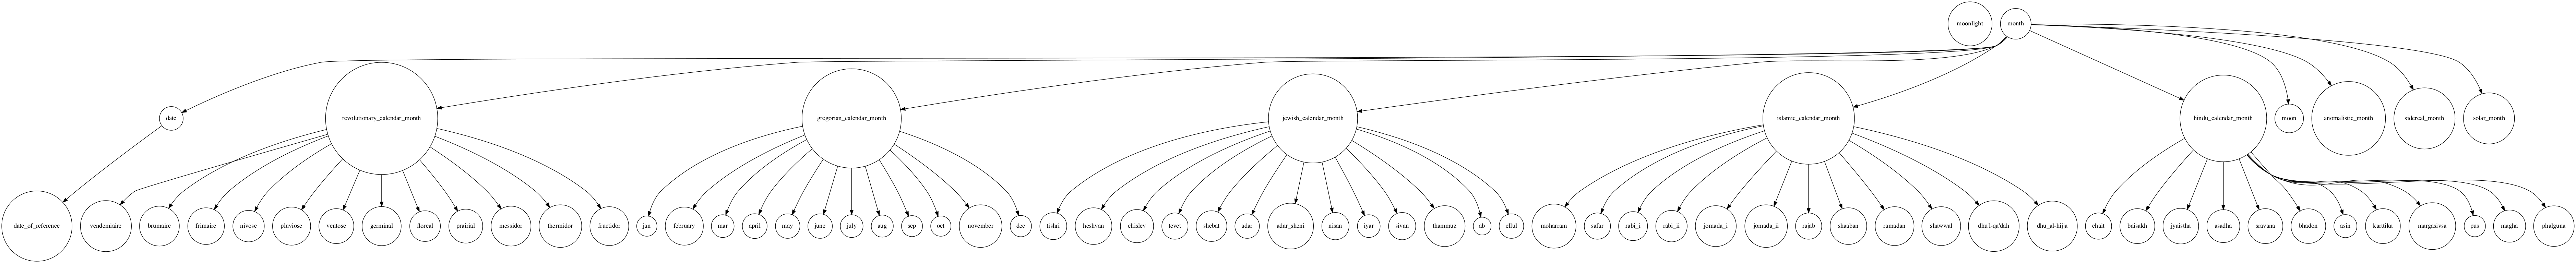 moonlight
month
date
revolutionary_calendar_month
gregorian_calendar_month
jewish_calendar_month
islamic_calendar_month
hindu_calendar_month
moon
anomalistic_month
sidereal_month
solar_month
date_of_reference
vendemiaire
brumaire
frimaire
nivose
pluviose
ventose
germinal
floreal
prairial
messidor
thermidor
fructidor
jan
february
mar
april
may
june
july
aug
sep
oct
november
dec
tishri
heshvan
chislev
tevet
shebat
adar
adar_sheni
nisan
iyar
sivan
thammuz
ab
ellul
moharram
safar
rabi_i
rabi_ii
jomada_i
jomada_ii
rajab
shaaban
ramadan
shawwal
dhu'l-qa'dah
dhu_al-hijja
chait
baisakh
jyaistha
asadha
sravana
bhadon
asin
karttika
margasivsa
pus
magha
phalguna